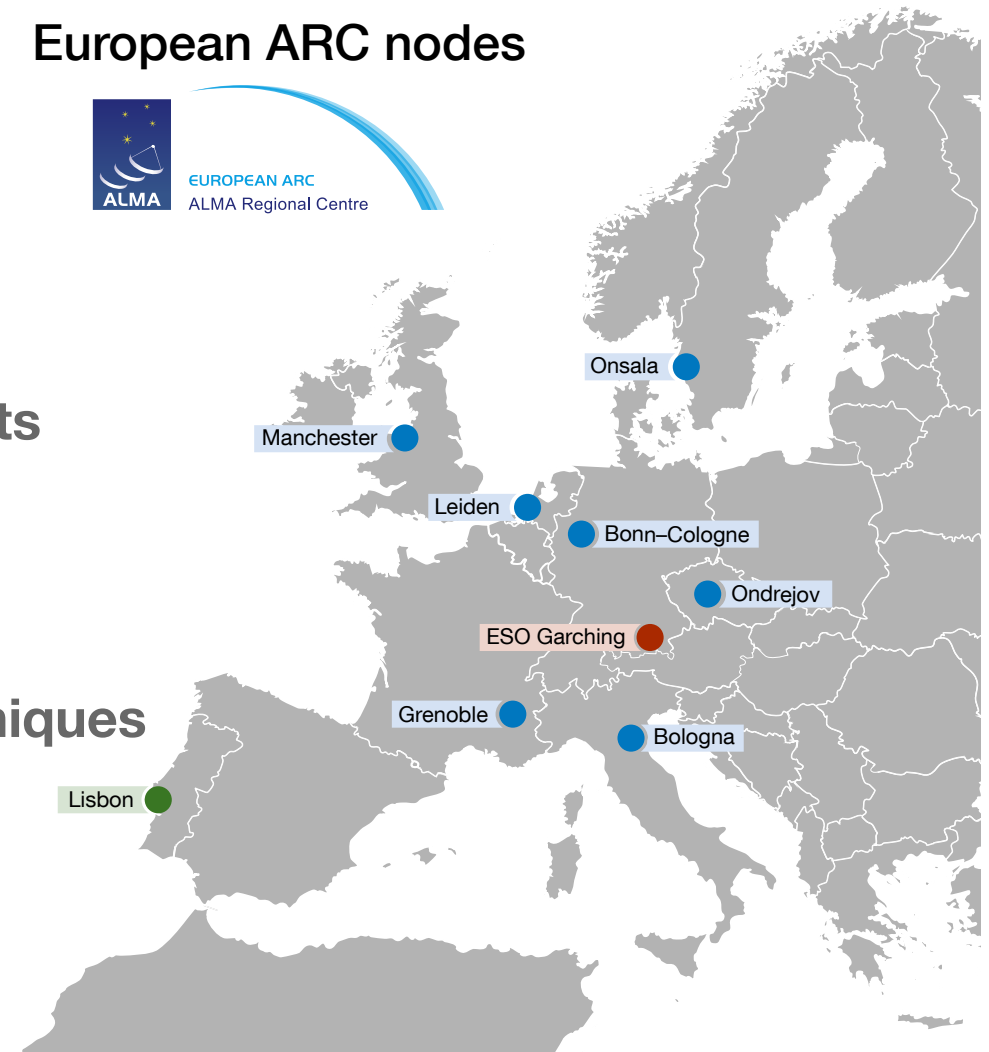 European ARC nodes
ALMA
EUROPEAN ARC
ALMA Regional Centre
Onsala
ts
Manchester
Leiden
Bonn–Cologne
Ondrejov
ESO Garching
niques
Grenoble
Bologna
Lisbon